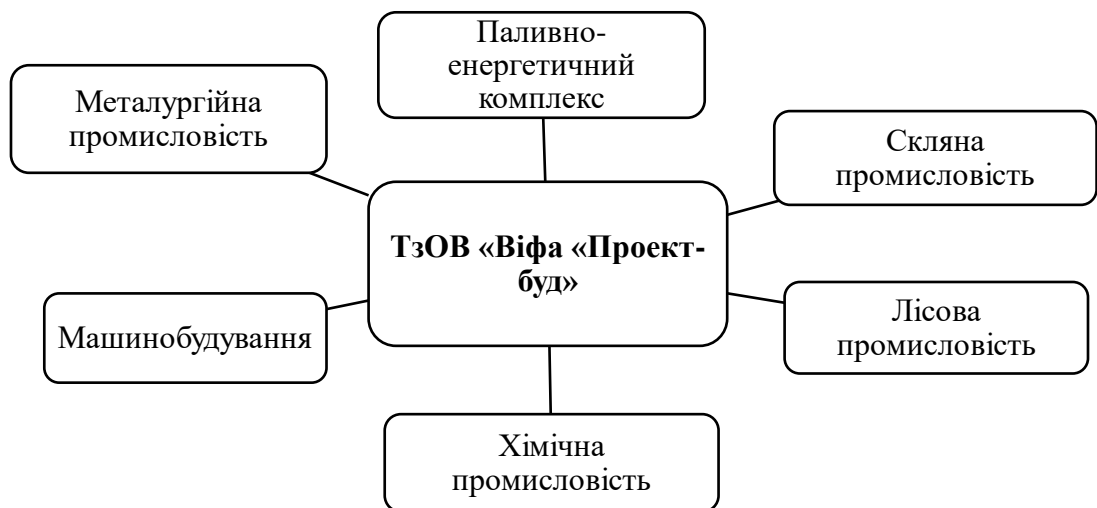 Паливно-
енергетичний
комплекс
Металургійна
промисловість
Скляна
промисловість
ТзОВ «Віфа «Проект-
буд»
Машинобудування
Лісова
промисловість
Хімічна
промисловість